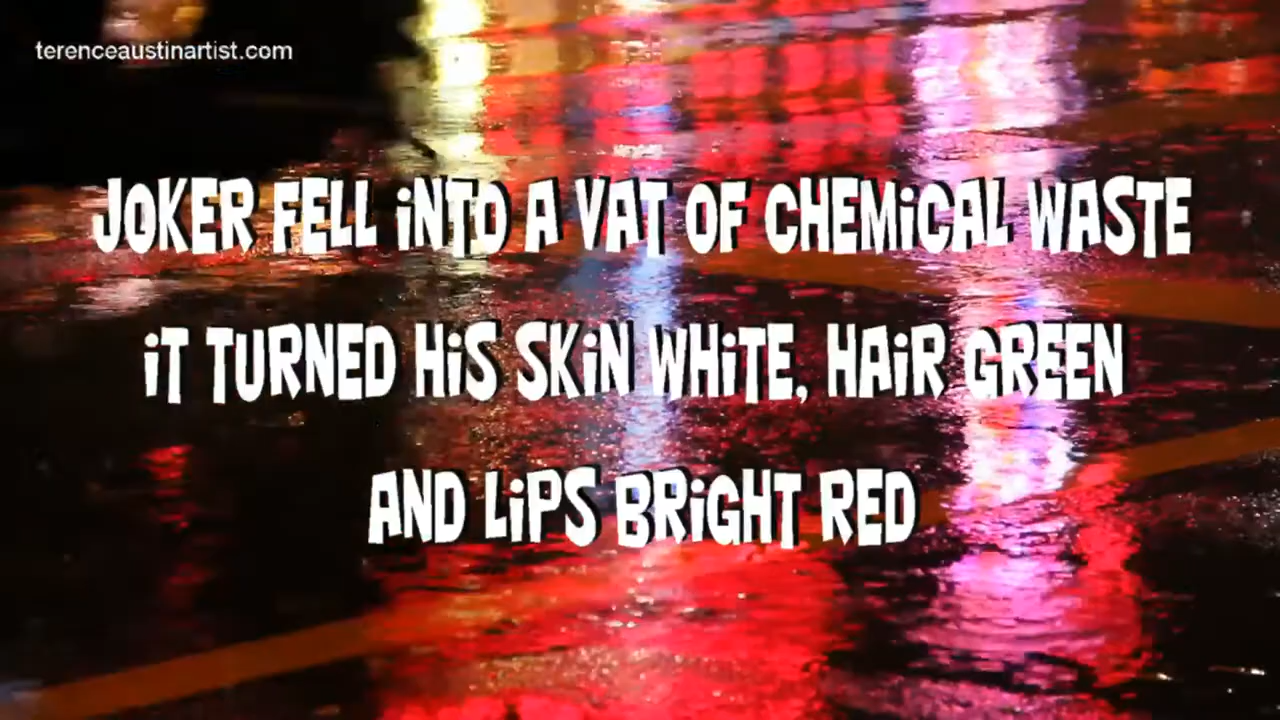 terenceaustinartist.com
JOKER FELL iNTO A VAT OF CHEMiCAL WASTE
iT TURNED HiS SKiN WHiTE, HAiR GREEN
AND LiPS BRiGHT RED